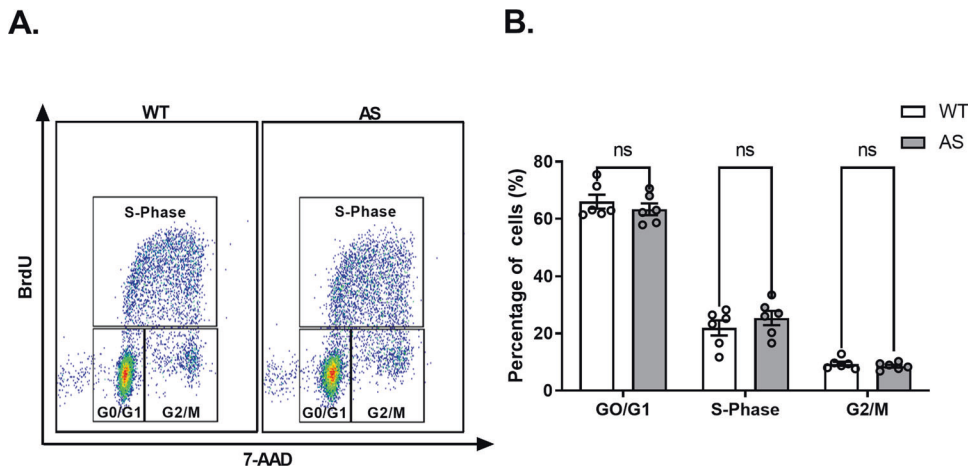 A.
B.
WT
AS
S-Phase
S-Phase
G0/G1
G2/M
G0/G1
G2/M
BrdU
7-AAD
WT
AS
ns
ns
ns
Percentage of cells (%)
80
60
40
20
0
GO/G1
S-Phase
G2/M